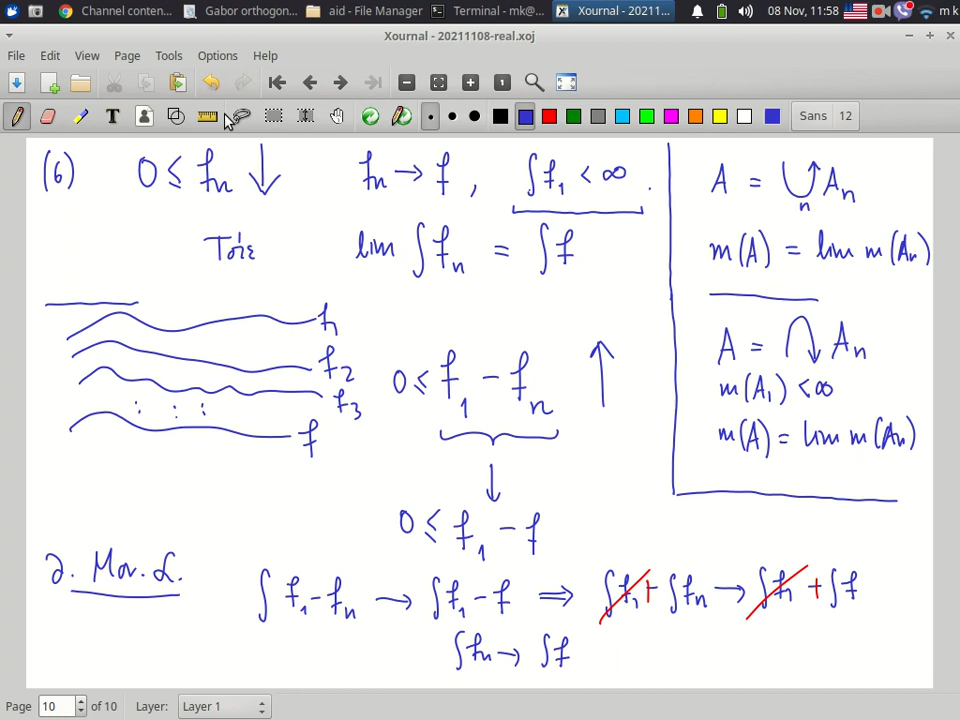 Channel conten...
Gabor orthogon...
aid - File Manager
Terminal - mk@...
Xournal - 20211...
08 Nov, 11:58
m k
Xournal - 20211108-real.xoj
File Edit View Page Tools Options Help
Sans 12
(6) 0 ≤ fn ↓ fn → f , ∫f1 < ∞ .
Τότε lim ∫fn = ∫f
f1
f2
f3
f
0 ≤ f1 − fn ↑
↓
0 ≤ f1 − f
Θ. Μον. Σ.
∫f1−fn → ∫f1−f ⟹ ∫f1 + ∫fn → ∫f1 + ∫f
∫fn → ∫f
A = ∪↑ An
n
m(A) = lim m(An)
A = ∩↓ An
m(A1) < ∞
m(A) = lim m(An)
Page 10 of 10 Layer: Layer 1